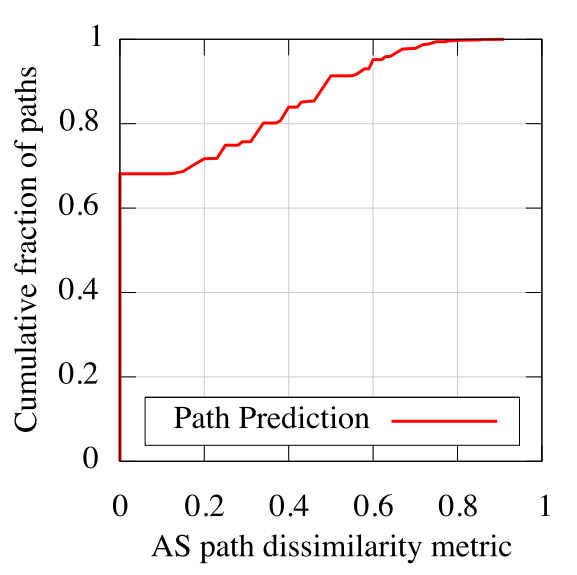 1
0.8
0.6
0.4
0.2
0
Cumulative fraction of paths
Path Prediction
0 0.2 0.4 0.6 0.8 1
AS path dissimilarity metric